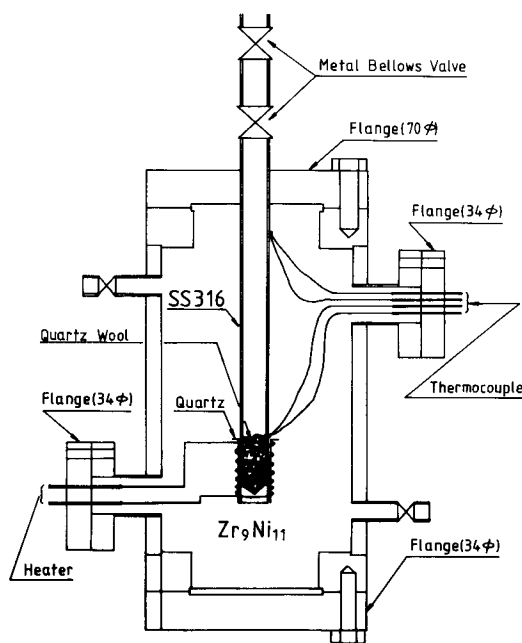 Metal Bellows Valve
Flange(70ϕ)
Flange(34ϕ)
SS316
Quartz Wool
Thermocouple
Quartz
Flange(34ϕ)
Zr₉Ni₁₁
Flange(34ϕ)
Heater